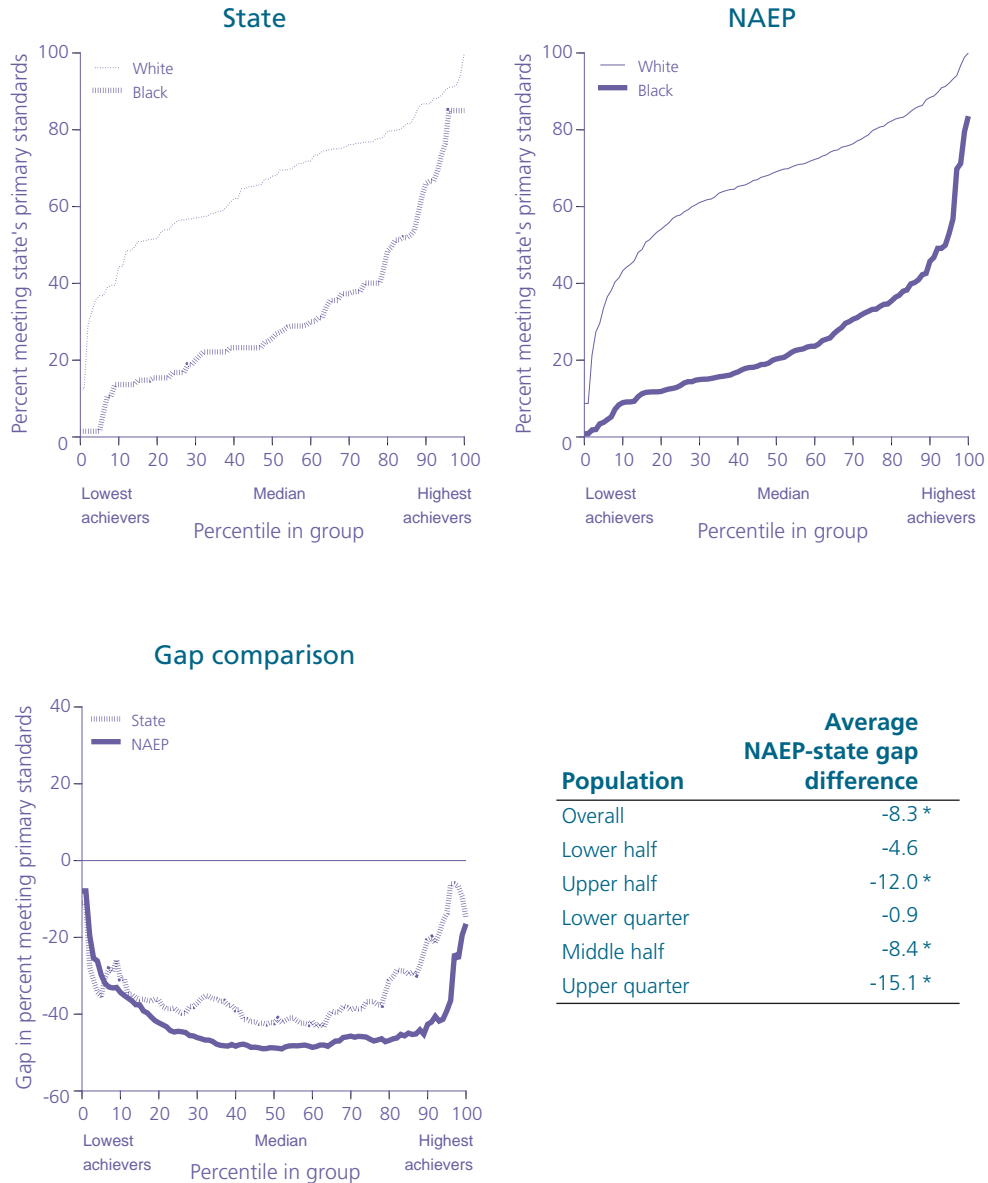 State
Percent meeting state's primary standards
100
80
60
40
20
0
White
Black
0 10 20 30 40 50 60 70 80 90 100
Lowest achievers
Median
Highest achievers
Percentile in group
NAEP
Percent meeting state's primary standards
100
80
60
40
20
0
White
Black
0 10 20 30 40 50 60 70 80 90 100
Lowest achievers
Median
Highest achievers
Percentile in group
Gap comparison
Gap in percent meeting primary standards
40
20
0
-20
-40
-60
State
NAEP
0 10 20 30 40 50 60 70 80 90 100
Lowest achievers
Median
Highest achievers
Percentile in group
Average
NAEP-state gap
Population difference
Overall -8.3 *
Lower half -4.6
Upper half -12.0 *
Lower quarter -0.9
Middle half -8.4 *
Upper quarter -15.1 *